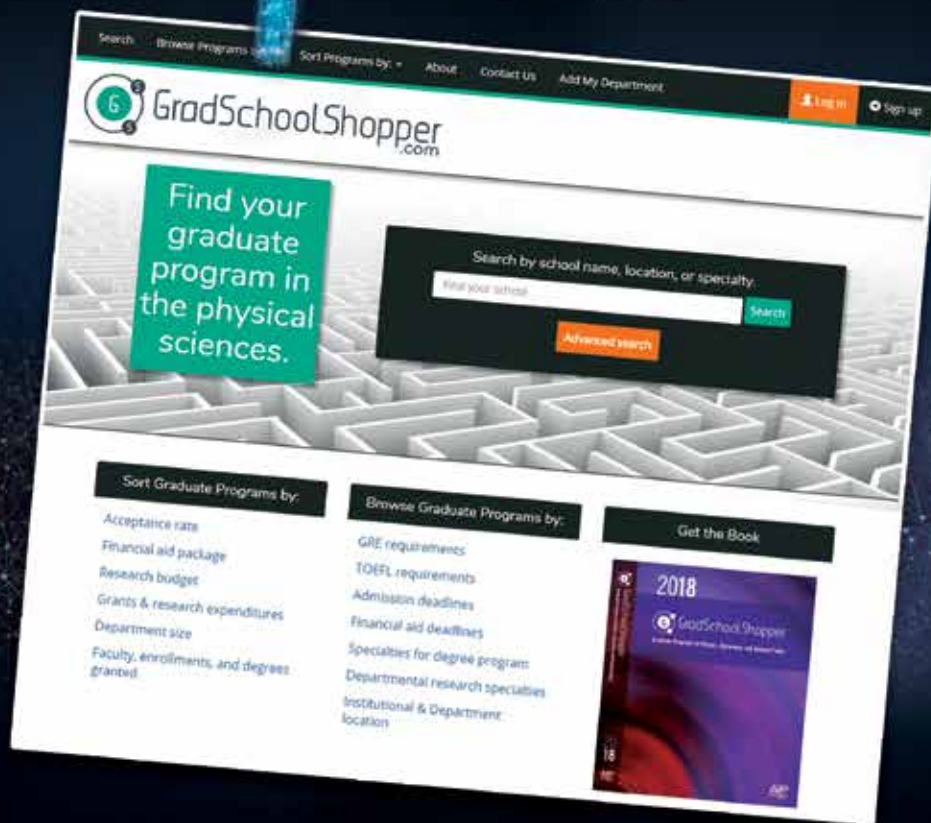 Search Browse Programs Sort Programs by: About Contact Us Add My Department Log In Sign up
G S S GradSchoolShopper
.com
Find your
graduate
program in
the physical
sciences.
Search by school name, location, or specialty.
Find your school Search
Advanced search
Sort Graduate Programs by:
Acceptance rate
Financial aid package
Research budget
Grants & research expenditures
Department size
Faculty, enrollments, and degrees
granted
Browse Graduate Programs by:
GRE requirements
TOEFL requirements
Admission deadlines
Financial aid deadlines
Specialties for degree program
Departmental research specialties
Institutional & Department
location
Get the Book
2018
GradSchool Shopper
18
AIP